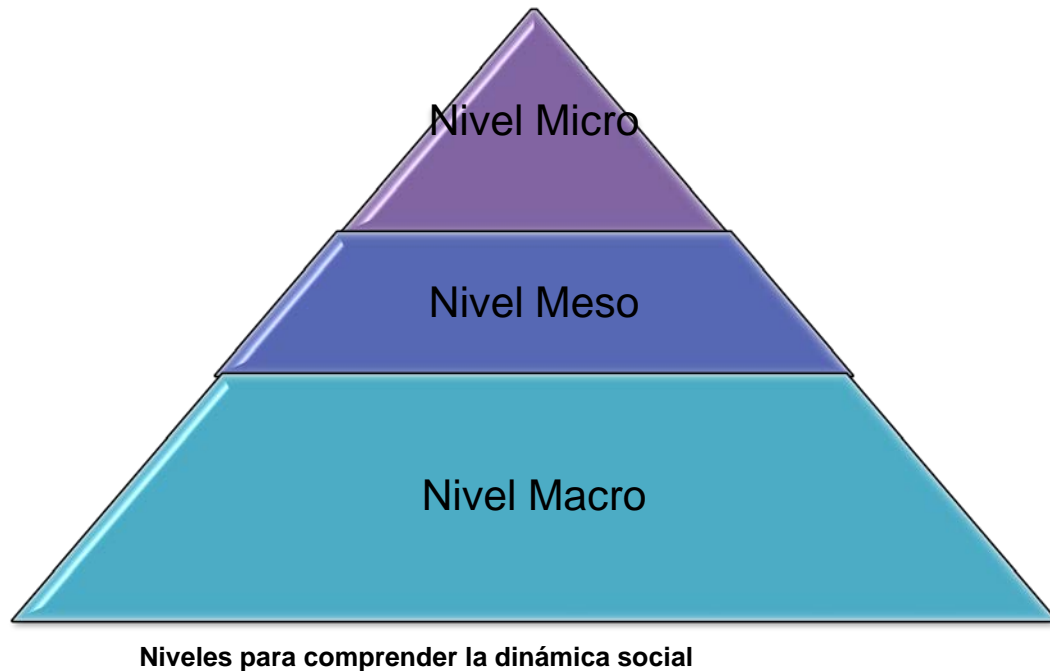 Nivel Micro
Nivel Meso
Nivel Macro
Niveles para comprender la dinámica social